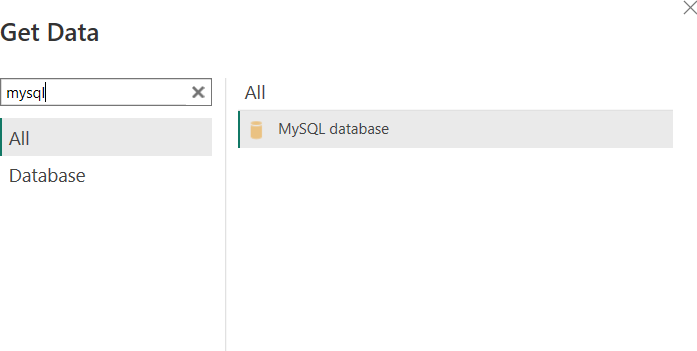 Get Data
mysql
All
Database
All
MySQL database